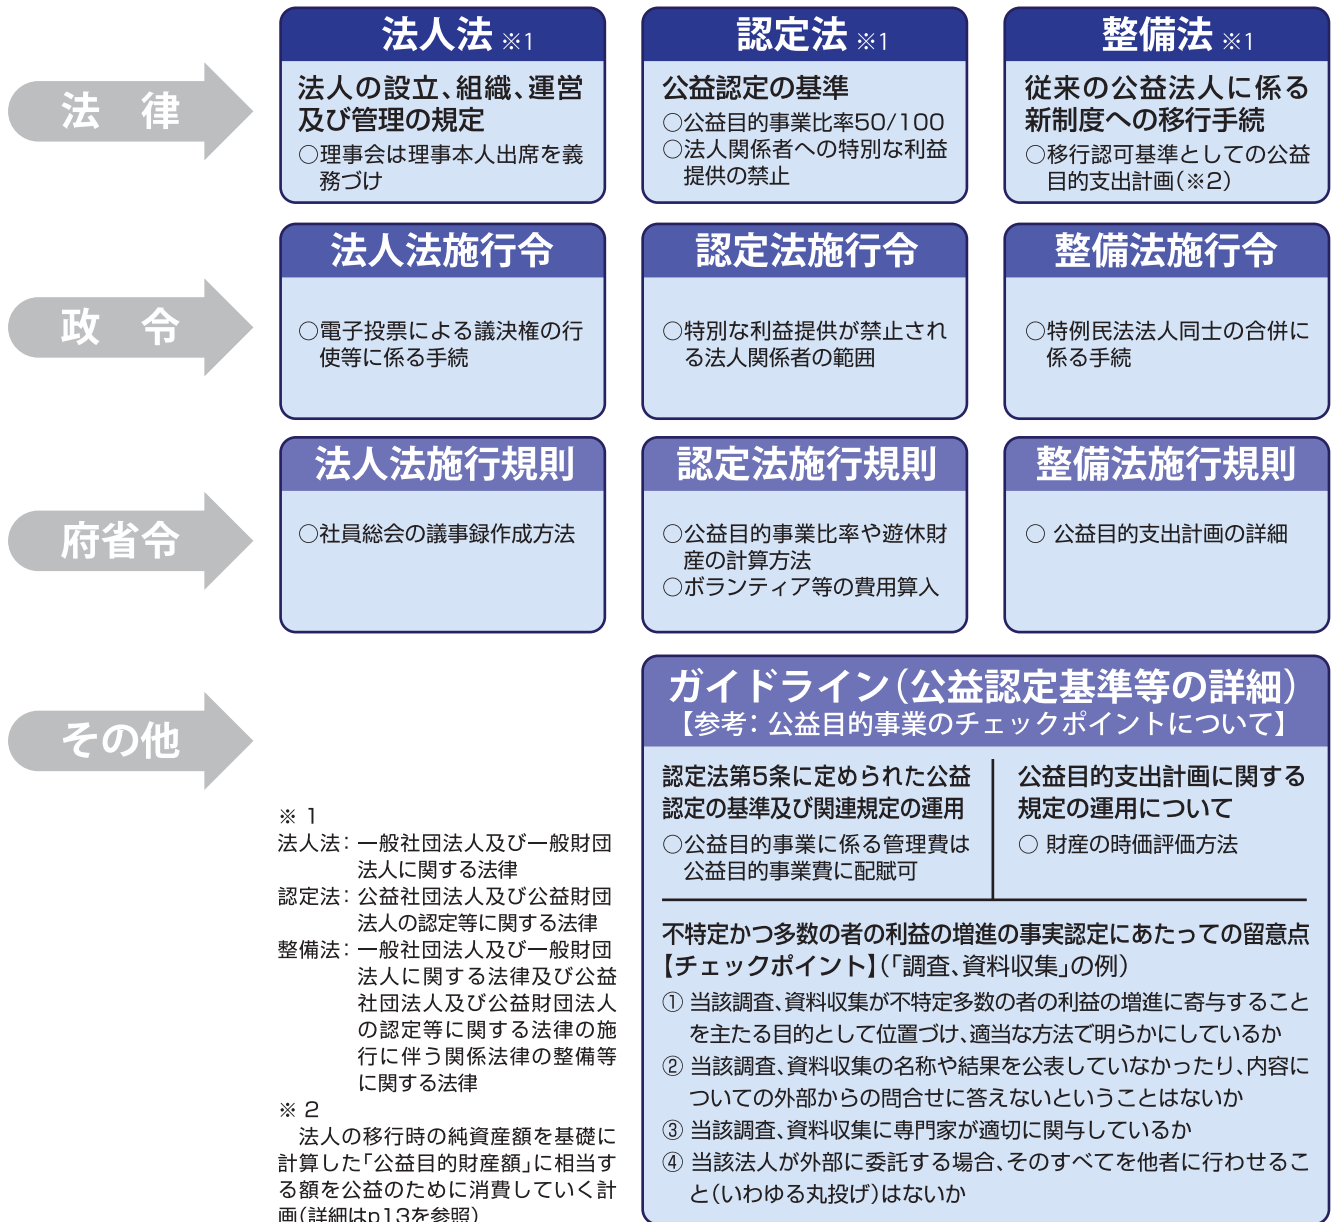 法律
法人法 ※1
法人の設立、組織、運営
及び管理の規定
○理事会は理事本人出席を義
務づけ
認定法 ※1
公益認定の基準
○公益目的事業比率50/100
○法人関係者への特別な利益
提供の禁止
整備法 ※1
従来の公益法人に係る
新制度への移行手続
○移行認可基準としての公益
目的支出計画(※2)
政令
法人法施行令
○電子投票による議決権の行
使等に係る手続
認定法施行令
○特別な利益提供が禁止され
る法人関係者の範囲
整備法施行令
○特例民法法人同士の合併に
係る手続
府省令
法人法施行規則
○社員総会の議事録作成方法
認定法施行規則
○公益目的事業比率や遊休財
産の計算方法
○ボランティア等の費用算入
整備法施行規則
○ 公益目的支出計画の詳細
その他
ガイドライン(公益認定基準等の詳細)
【参考：公益目的事業のチェックポイントについて】
認定法第5条に定められた公益
認定の基準及び関連規定の運用
○公益目的事業に係る管理費は
公益目的事業費に配賦可
公益目的支出計画に関する
規定の運用について
○ 財産の時価評価方法
不特定かつ多数の者の利益の増進の事実認定にあたっての留意点
【チェックポイント】(「調査、資料収集」の例)
① 当該調査、資料収集が不特定多数の者の利益の増進に寄与すること
を主たる目的として位置づけ、適当な方法で明らかにしているか
② 当該調査、資料収集の名称や結果を公表していなかったり、内容に
ついての外部からの問合せに答えないということはないか
③ 当該調査、資料収集に専門家が適切に関与しているか
④ 当該法人が外部に委託する場合、そのすべてを他者に行わせるこ
と(いわゆる丸投げ)はないか
※ 1
法人法：一般社団法人及び一般財団
法人に関する法律
認定法：公益社団法人及び公益財団
法人の認定等に関する法律
整備法：一般社団法人及び一般財団
法人に関する法律及び公益
社団法人及び公益財団法人
の認定等に関する法律の施
行に伴う関係法律の整備等
に関する法律
※ 2
法人の移行時の純資産額を基礎に
計算した「公益目的財産額」に相当す
る額を公益のために消費していく計
画(詳細はp13を参照)